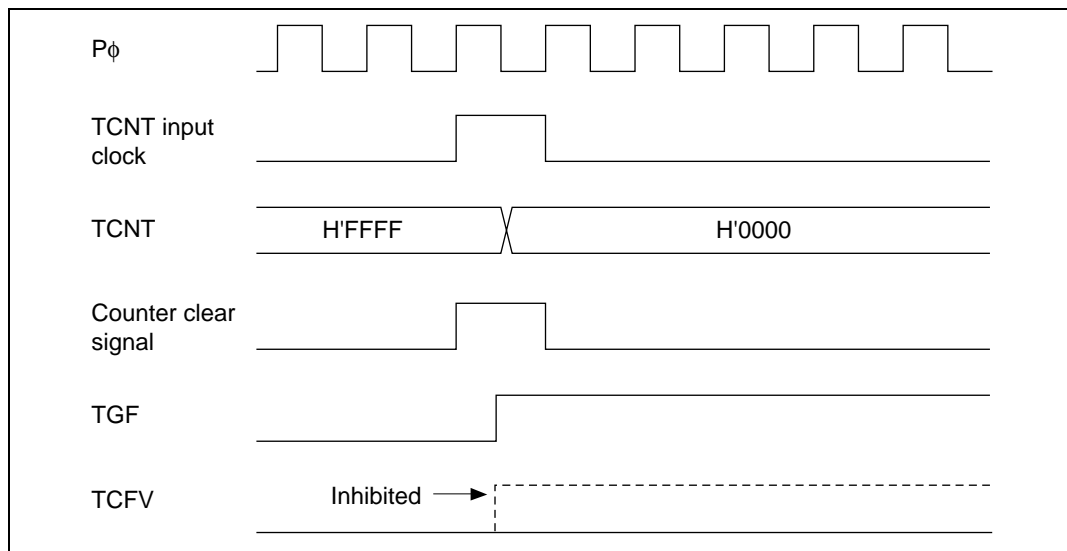 Pϕ
TCNT input
clock
TCNT
H'FFFF
H'0000
Counter clear
signal
TGF
TCFV
Inhibited